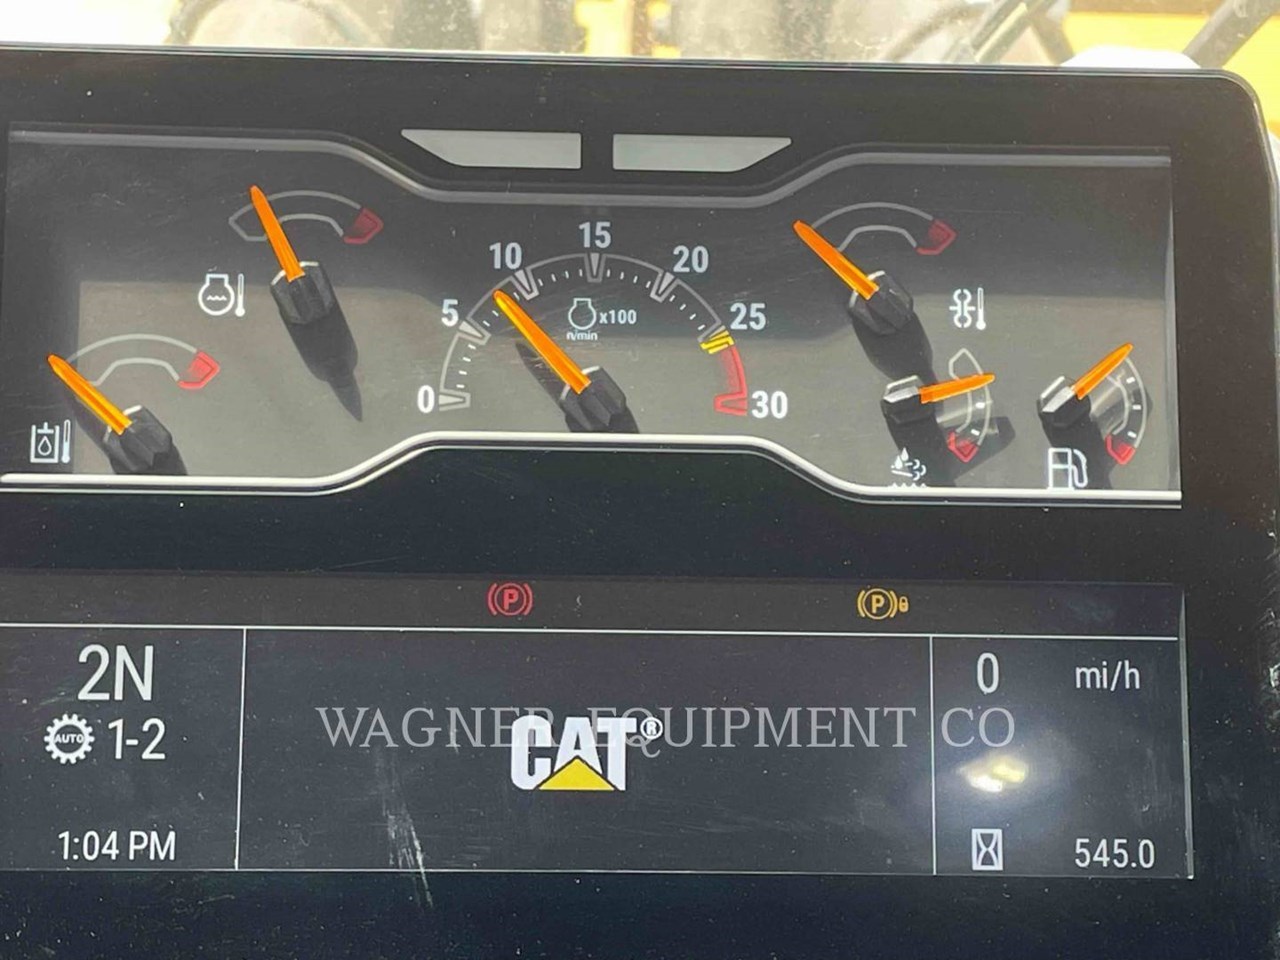 15
10 20
5 x100 25
n/min
0 30
P P
2N 0 mi/h
AUTO 1-2
WAGNER EQUIPMENT CO
CAT®
1:04 PM 545.0